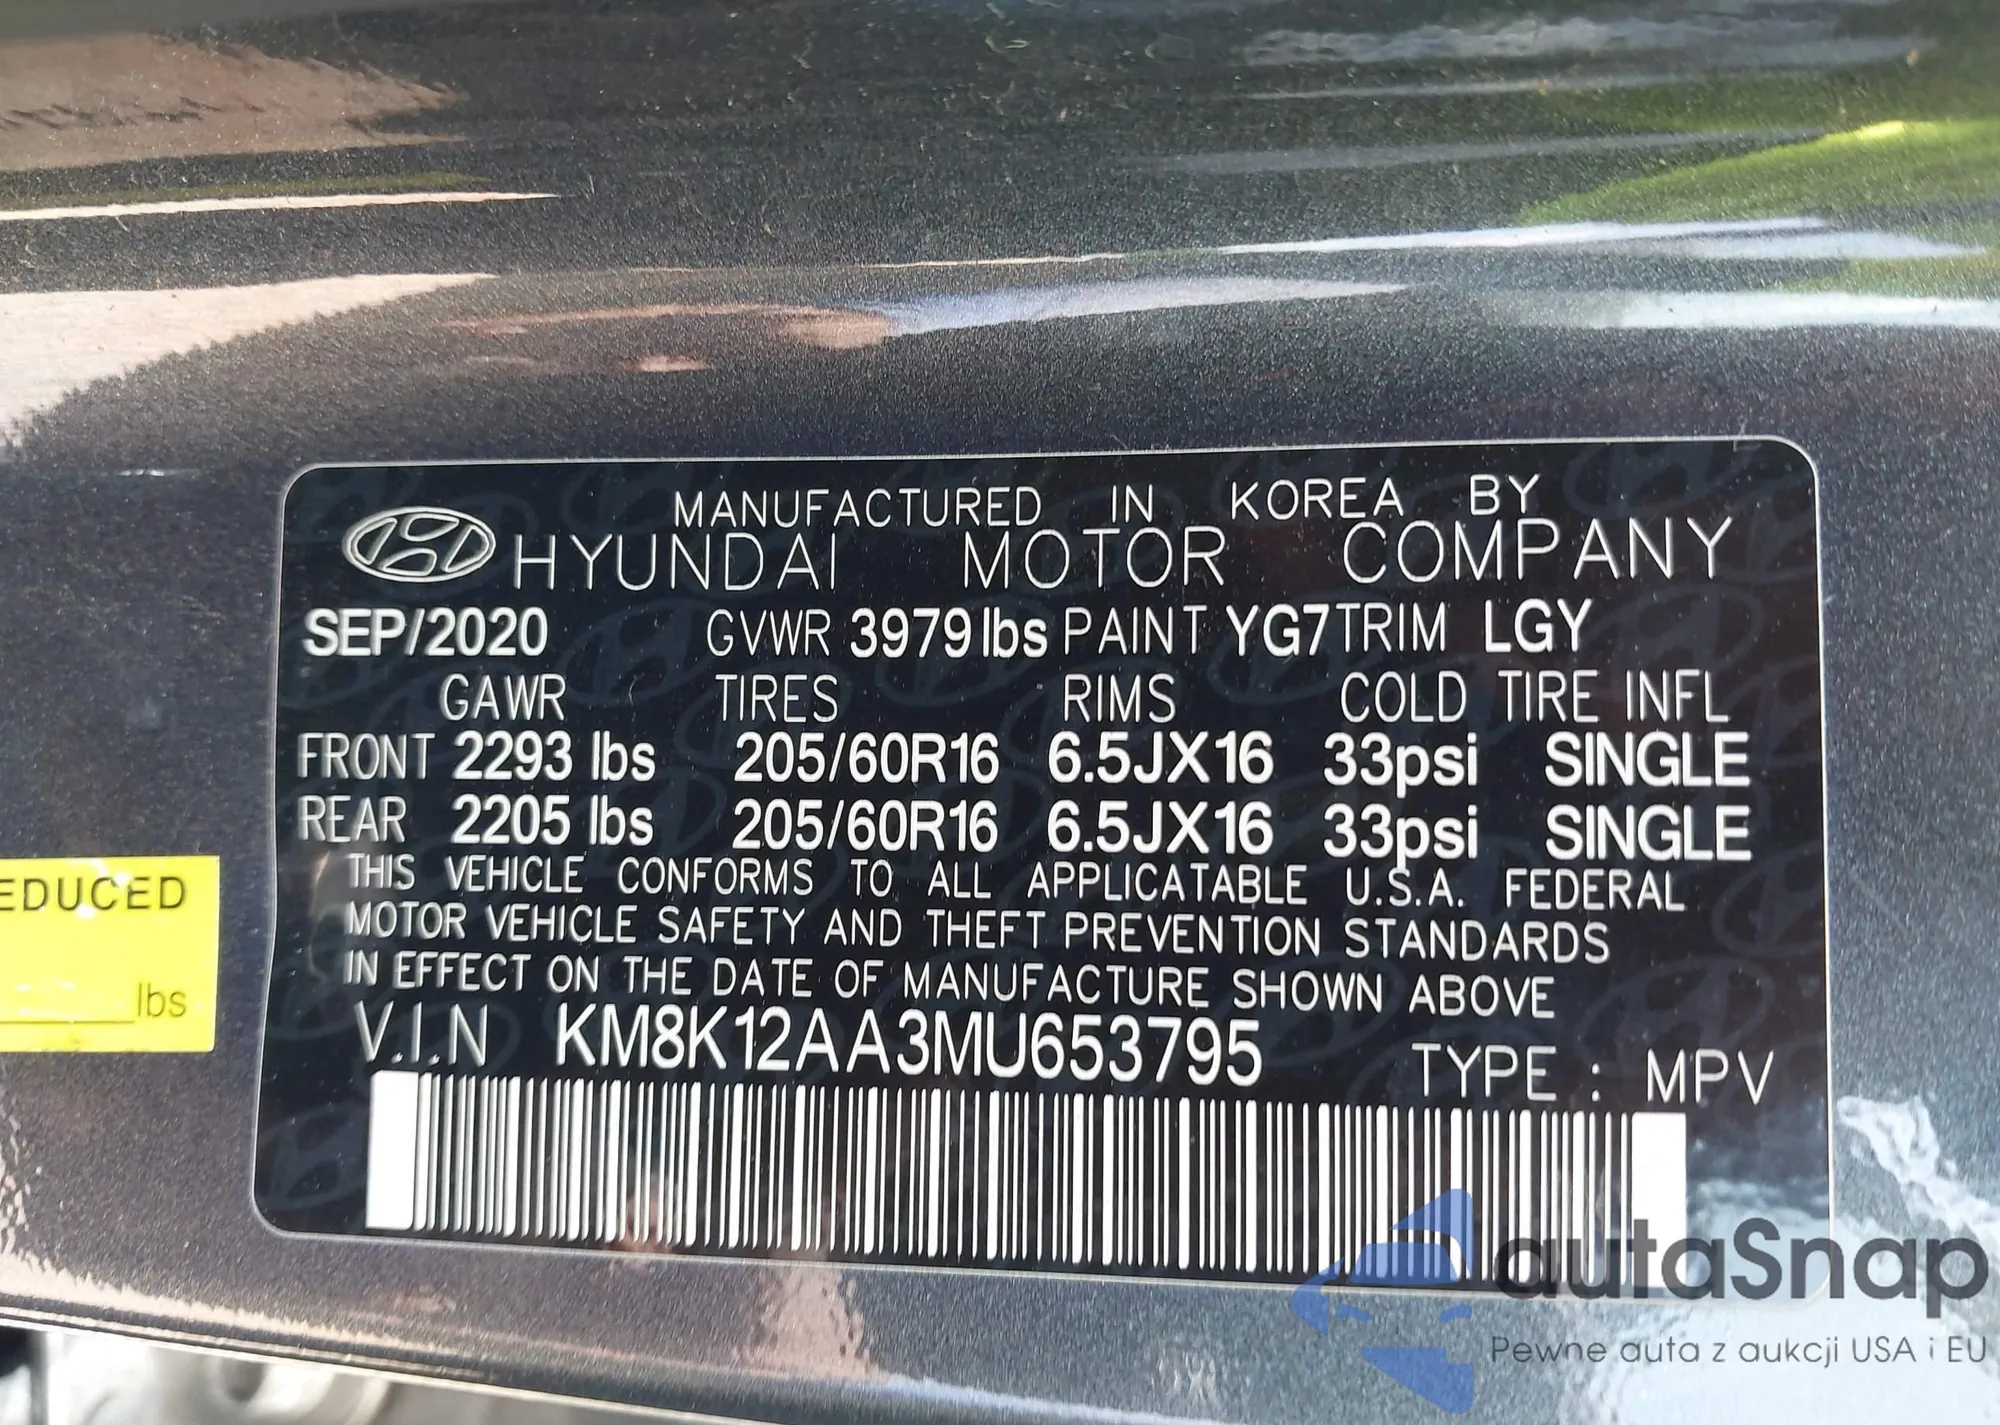 MANUFACTURED IN KOREA BY
HYUNDAI MOTOR COMPANY
SEP/2020 GVWR 3979 lbs PAINT YG7 TRIM LGY
GAWR TIRES RIMS COLD TIRE INFL
FRONT 2293 lbs 205/60R16 6.5JX16 33psi SINGLE
REAR 2205 lbs 205/60R16 6.5JX16 33psi SINGLE
THIS VEHICLE CONFORMS TO ALL APPLICATABLE U.S.A. FEDERAL
MOTOR VEHICLE SAFETY AND THEFT PREVENTION STANDARDS
IN EFFECT ON THE DATE OF MANUFACTURE SHOWN ABOVE
V.I.N KM8K12AA3MU653795
TYPE : MPV
EDUCED
lbs
autaSnap
Pewne auta z aukcji USA i EU